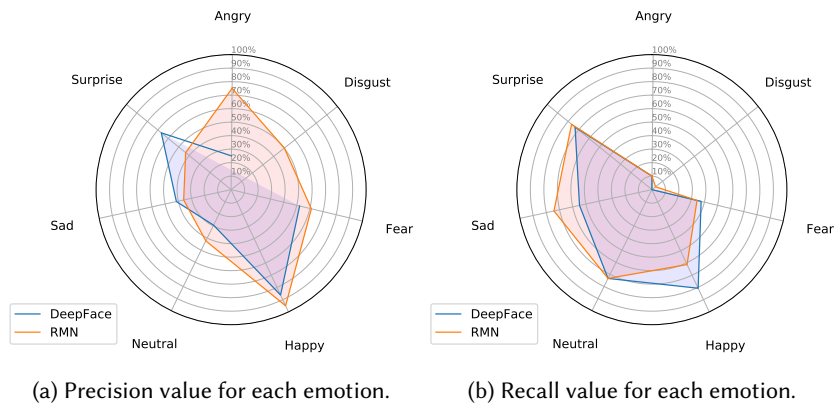 Angry
Disgust
Fear
Happy
Neutral
Sad
Surprise
100%
90%
80%
70%
60%
50%
40%
30%
20%
10%
DeepFace
RMN
(a) Precision value for each emotion.
Angry
Disgust
Fear
Happy
Neutral
Sad
Surprise
100%
90%
80%
70%
60%
50%
40%
30%
20%
10%
DeepFace
RMN
(b) Recall value for each emotion.